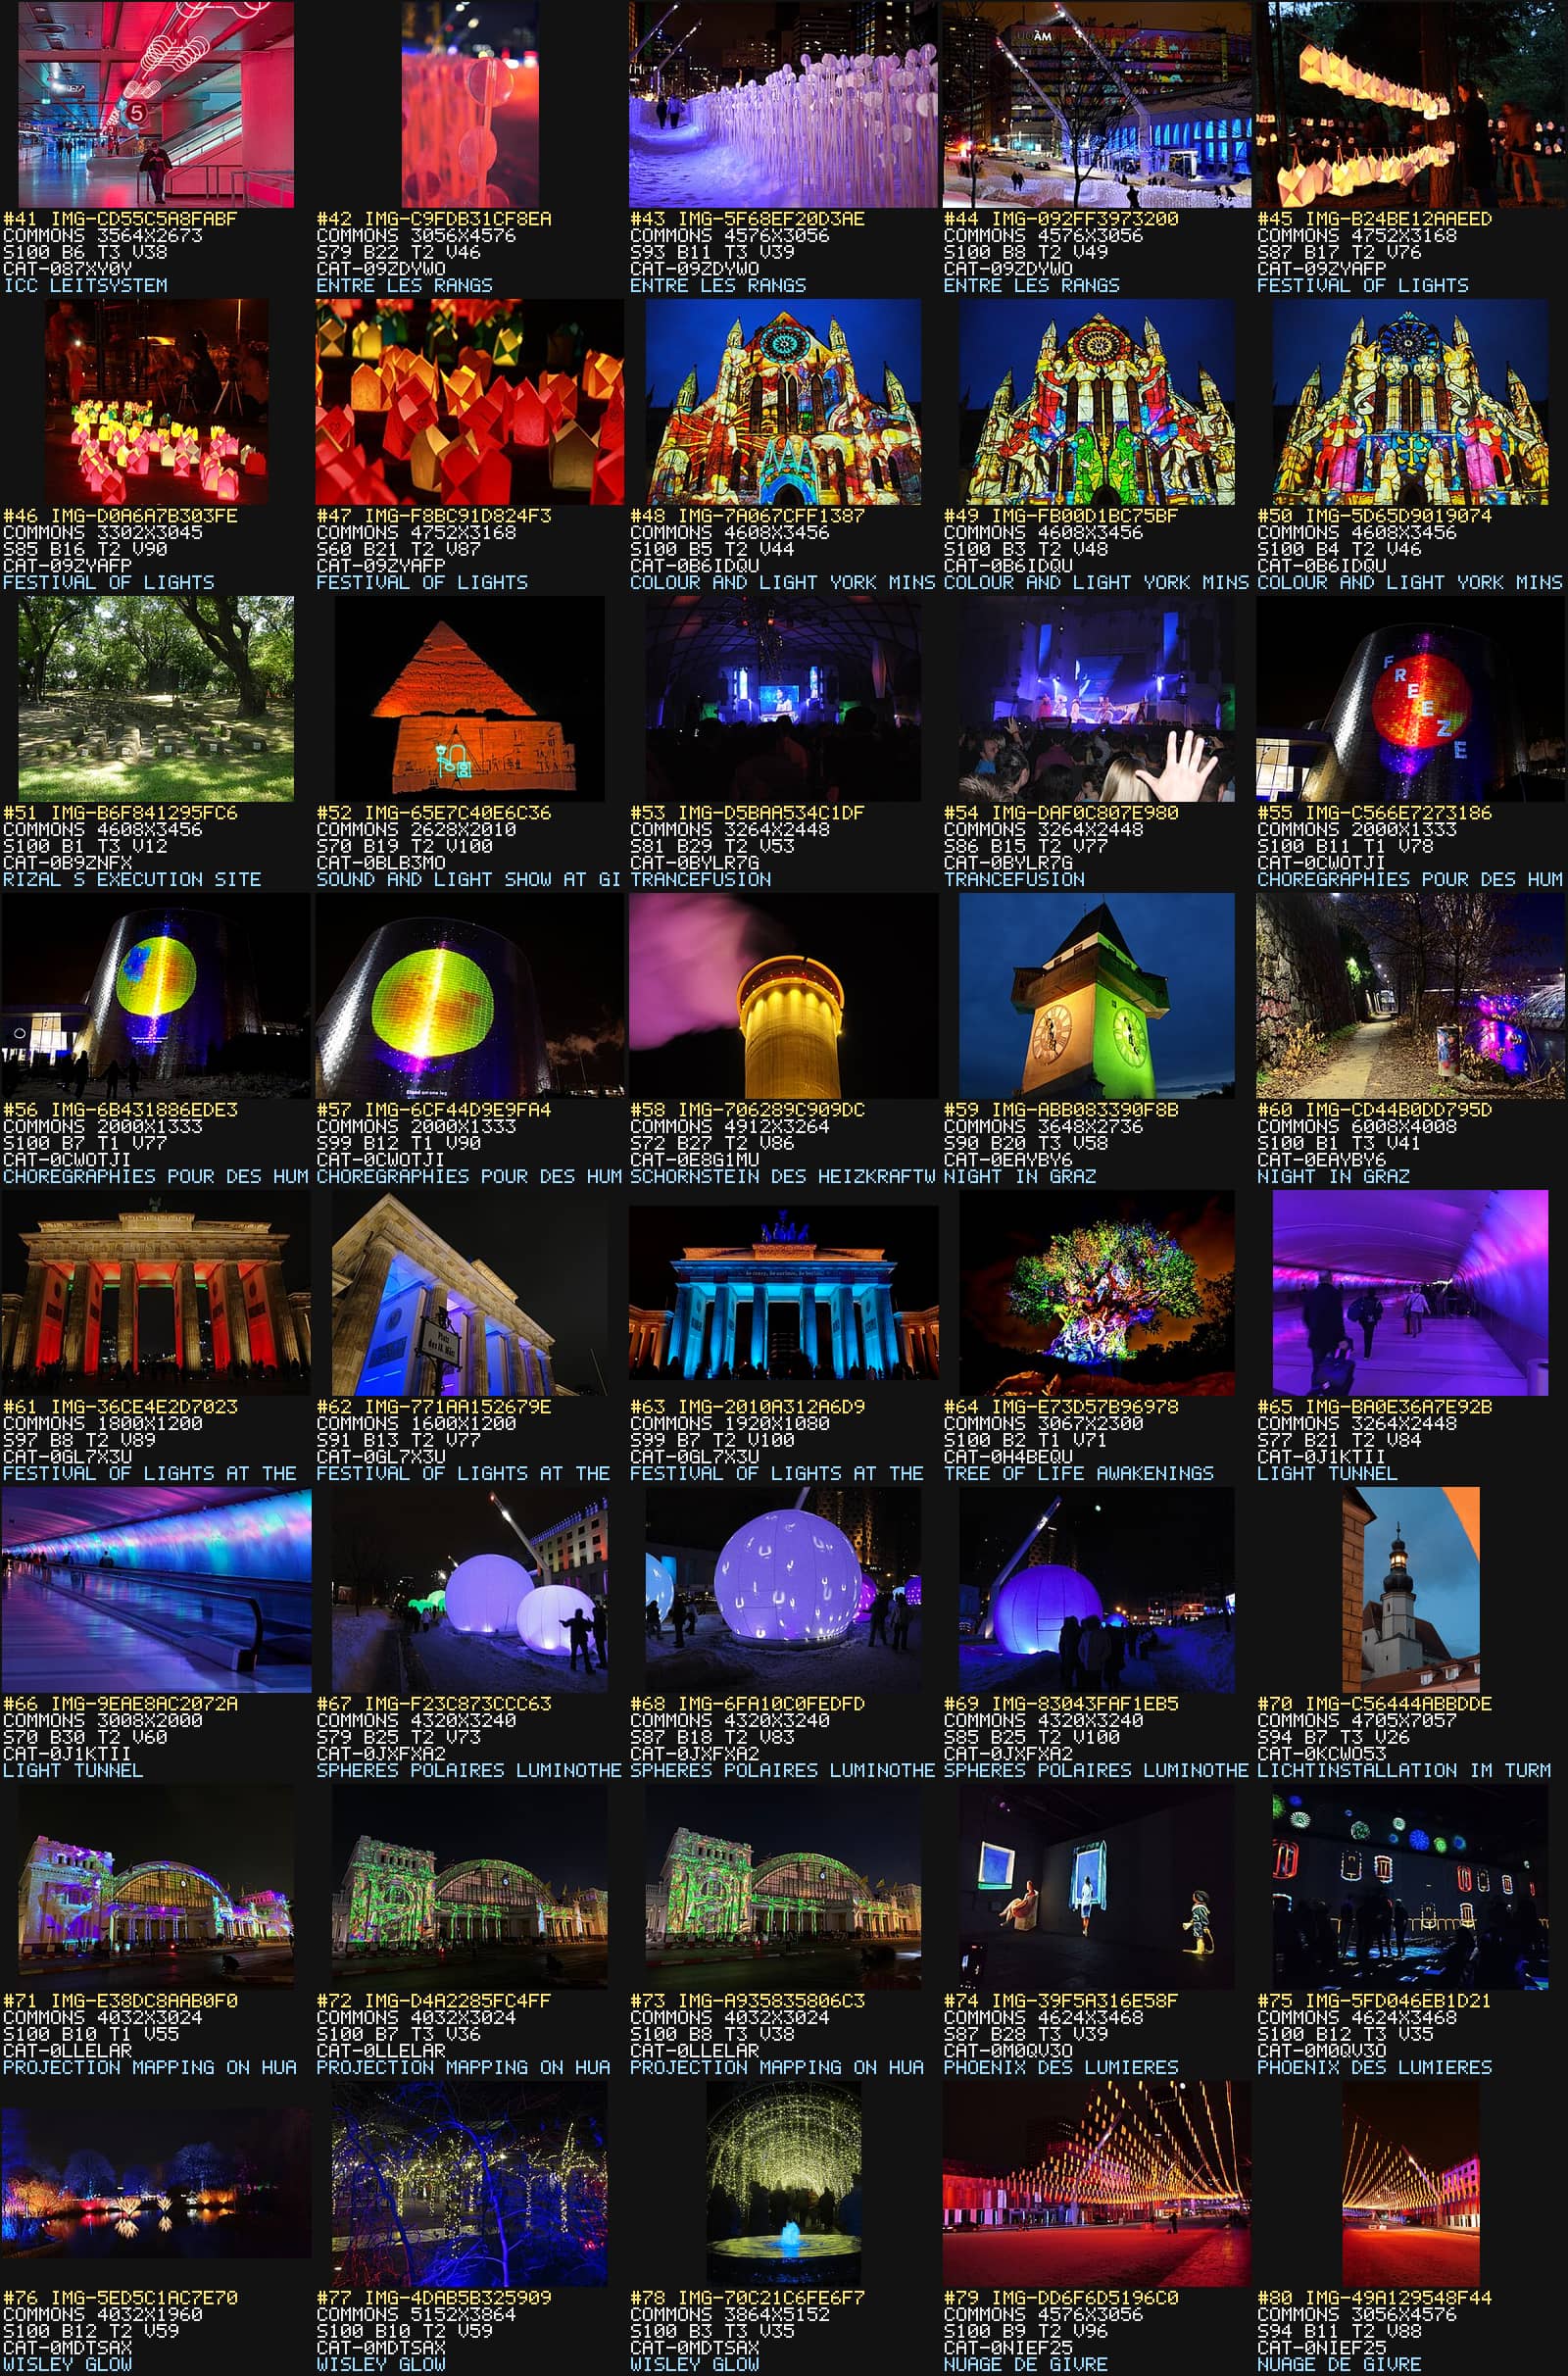 5
UQÀM
#41 IMG-CD55C5A8FABF
COMMONS 3564X2673
S100 B6 T3 V38
CAT-087XY0Y
ICC LEITSYSTEM
#42 IMG-C9FDB31CF8EA
COMMONS 3056X4576
S79 B22 T2 V46
CAT-09ZDYWO
ENTRE LES RANGS
#43 IMG-5F68EF20D3AE
COMMONS 4576X3056
S93 B11 T3 V39
CAT-09ZDYWO
ENTRE LES RANGS
#44 IMG-092FF3973200
COMMONS 4576X3056
S100 B8 T2 V49
CAT-09ZDYWO
ENTRE LES RANGS
#45 IMG-B24BE12AAEED
COMMONS 4752X3168
S87 B17 T2 V76
CAT-09ZYAFP
FESTIVAL OF LIGHTS
#46 IMG-D0A6A7B303FE
COMMONS 3302X3045
S85 B16 T2 V90
CAT-09ZYAFP
FESTIVAL OF LIGHTS
#47 IMG-F8BC91D824F3
COMMONS 4752X3168
S60 B21 T2 V87
CAT-09ZYAFP
FESTIVAL OF LIGHTS
#48 IMG-7A067CFF1387
COMMONS 4608X3456
S100 B5 T2 V44
CAT-0B6IDQU
COLOUR AND LIGHT YORK MINS
#49 IMG-FB00D1BC75BF
COMMONS 4608X3456
S100 B3 T2 V48
CAT-0B6IDQU
COLOUR AND LIGHT YORK MINS
#50 IMG-5D65D9019074
COMMONS 4608X3456
S100 B4 T2 V46
CAT-0B6IDQU
COLOUR AND LIGHT YORK MINS
#51 IMG-B6F841295FC6
COMMONS 4608X3456
S100 B1 T3 V12
CAT-0B9ZNFX
RIZAL S EXECUTION SITE
#52 IMG-65E7C40E6C36
COMMONS 2628X2010
S70 B19 T2 V100
CAT-0BLB3MO
SOUND AND LIGHT SHOW AT GI
#53 IMG-D5BAA534C1DF
COMMONS 3264X2448
S81 B29 T2 V53
CAT-0BYLR7G
TRANCEFUSION
#54 IMG-DAF0C807E980
COMMONS 3264X2448
S86 B15 T2 V77
CAT-0BYLR7G
TRANCEFUSION
FREEZE
#55 IMG-C566E7273186
COMMONS 2000X1333
S100 B11 T1 V78
CAT-0CWOTJI
CHOREGRAPHIES POUR DES HUM
#56 IMG-6B431886EDE3
COMMONS 2000X1333
S100 B7 T1 V77
CAT-0CWOTJI
CHOREGRAPHIES POUR DES HUM
Stand on one leg
#57 IMG-6CF44D9E9FA4
COMMONS 2000X1333
S99 B12 T1 V90
CAT-0CWOTJI
CHOREGRAPHIES POUR DES HUM
#58 IMG-706289C909DC
COMMONS 4912X3264
S72 B27 T2 V86
CAT-0E8G1MU
SCHORNSTEIN DES HEIZKRAFTW
#59 IMG-ABB083390F8B
COMMONS 3648X2736
S90 B20 T3 V58
CAT-0EAYBY6
NIGHT IN GRAZ
#60 IMG-CD44B0DD795D
COMMONS 6008X4008
S100 B1 T3 V41
CAT-0EAYBY6
NIGHT IN GRAZ
#61 IMG-36CE4E2D7023
COMMONS 1800X1200
S97 B8 T2 V89
CAT-0GL7X3U
FESTIVAL OF LIGHTS AT THE
Platz
des 18. März
#62 IMG-771AA152679E
COMMONS 1600X1200
S91 B13 T2 V77
CAT-0GL7X3U
FESTIVAL OF LIGHTS AT THE
#63 IMG-2010A312A6D9
COMMONS 1920X1080
S99 B7 T2 V100
CAT-0GL7X3U
FESTIVAL OF LIGHTS AT THE
#64 IMG-E73D57B96978
COMMONS 3067X2300
S100 B2 T1 V71
CAT-0H4BEQU
TREE OF LIFE AWAKENINGS
#65 IMG-BA0E36A7E92B
COMMONS 3264X2448
S77 B21 T2 V84
CAT-0J1KTII
LIGHT TUNNEL
#66 IMG-9EAE8AC2072A
COMMONS 3008X2000
S70 B30 T2 V60
CAT-0J1KTII
LIGHT TUNNEL
#67 IMG-F23C873CCC63
COMMONS 4320X3240
S79 B25 T2 V73
CAT-0JXFXA2
SPHERES POLAIRES LUMINOTHE
#68 IMG-6FA10C0FEDFD
COMMONS 4320X3240
S87 B18 T2 V83
CAT-0JXFXA2
SPHERES POLAIRES LUMINOTHE
#69 IMG-83043FAF1EB5
COMMONS 4320X3240
S85 B25 T2 V100
CAT-0JXFXA2
SPHERES POLAIRES LUMINOTHE
#70 IMG-C56444ABBDDE
COMMONS 4705X7057
S94 B7 T3 V26
CAT-0KCWO53
LICHTINSTALLATION IM TURM
#71 IMG-E38DC8AAB0F0
COMMONS 4032X3024
S100 B10 T1 V55
CAT-0LLELAR
PROJECTION MAPPING ON HUA
#72 IMG-D4A2285FC4FF
COMMONS 4032X3024
S100 B7 T3 V36
CAT-0LLELAR
PROJECTION MAPPING ON HUA
#73 IMG-A935835806C3
COMMONS 4032X3024
S100 B8 T3 V38
CAT-0LLELAR
PROJECTION MAPPING ON HUA
#74 IMG-39F5A316E58F
COMMONS 4624X3468
S87 B28 T3 V39
CAT-0M0QV3O
PHOENIX DES LUMIERES
#75 IMG-5FD046EB1D21
COMMONS 4624X3468
S100 B12 T3 V35
CAT-0M0QV3O
PHOENIX DES LUMIERES
#76 IMG-5ED5C1AC7E70
COMMONS 4032X1960
S100 B12 T2 V59
CAT-0MDTSAX
WISLEY GLOW
#77 IMG-4DAB5B325909
COMMONS 5152X3864
S100 B10 T2 V59
CAT-0MDTSAX
WISLEY GLOW
#78 IMG-70C21C6FE6F7
COMMONS 3864X5152
S100 B3 T2 V35
CAT-0MDTSAX
WISLEY GLOW
#79 IMG-DD6F6D5196C0
COMMONS 4576X3056
S100 B9 T2 V96
CAT-0NIEF25
NUAGE DE GIVRE
#80 IMG-49A129548F44
COMMONS 3056X4576
S94 B11 T2 V88
CAT-0NIEF25
NUAGE DE GIVRE